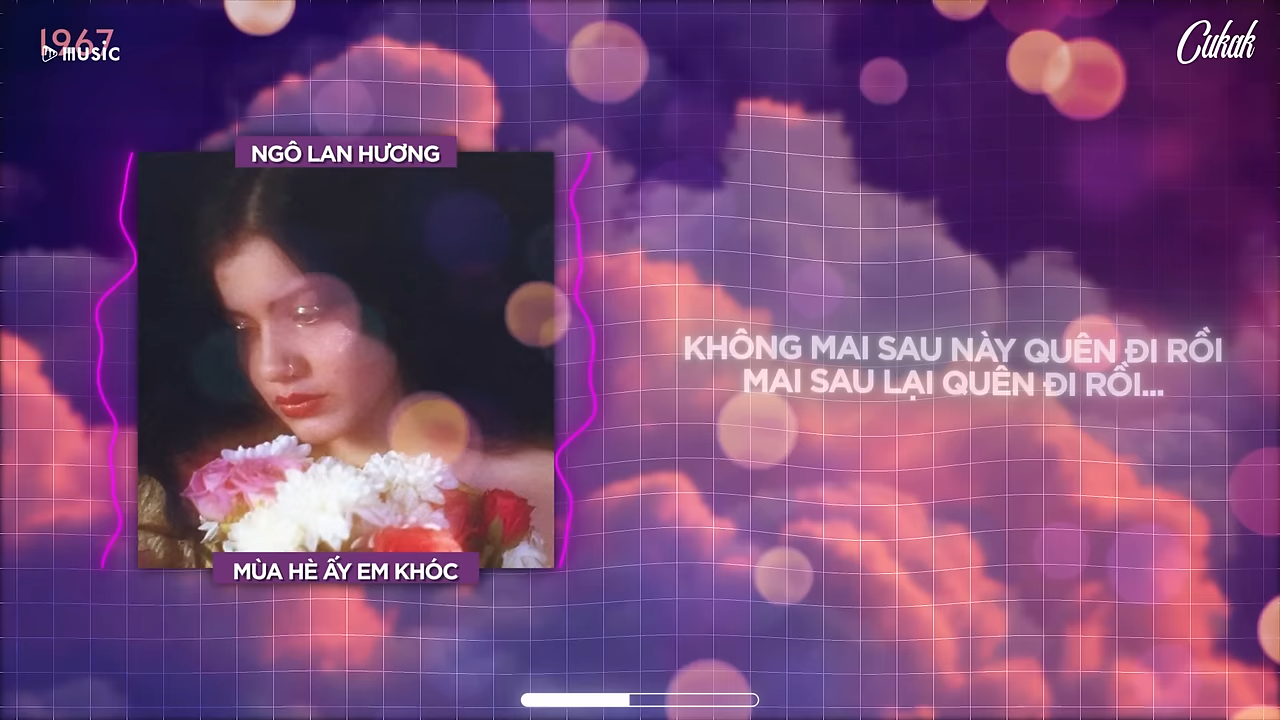 1967
MUSIC
Cukak
NGÔ LAN HƯƠNG
KHÔNG MAI SAU NÀY QUÊN ĐI RỒI
MAI SAU LẠI QUÊN ĐI RỒI...
MÙA HÈ ẤY EM KHÓC